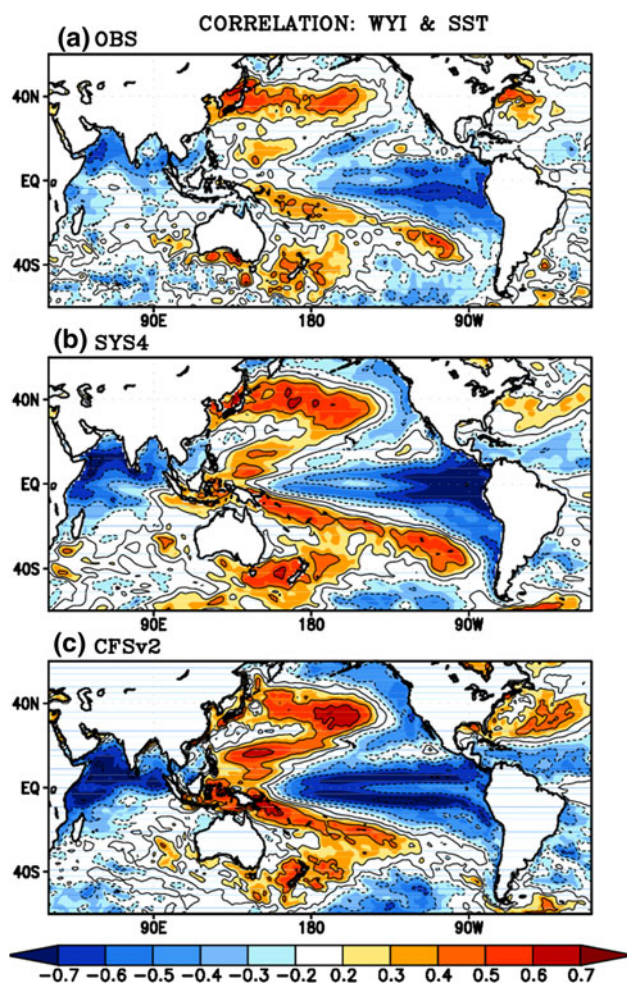 CORRELATION: WYI & SST
(a) OBS
40N
EQ
40S
90E 180 90W
(b) SYS4
40N
EQ
40S
90E 180 90W
(c) CFSv2
40N
EQ
40S
90E 180 90W
−0.7 −0.6 −0.5 −0.4 −0.3 −0.2 0.2 0.3 0.4 0.5 0.6 0.7